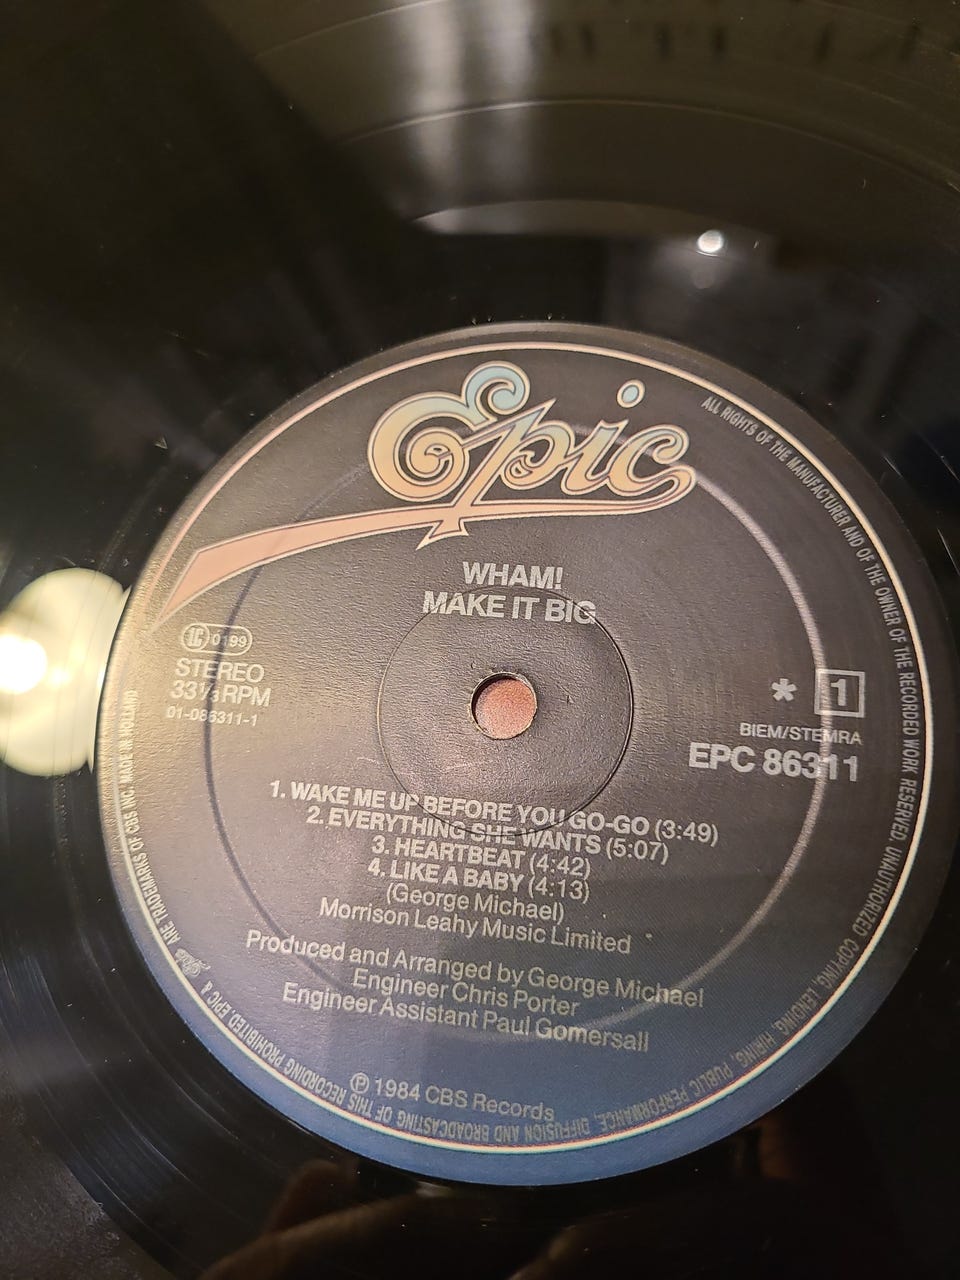 Epic
WHAM!
MAKE IT BIG
LC 0199
STEREO
33⅓ RPM
01-086311-1
* 1
BIEM/STEMRA
EPC 86311
1. WAKE ME UP BEFORE YOU GO-GO (3:49)
2. EVERYTHING SHE WANTS (5:07)
3. HEARTBEAT (4:42)
4. LIKE A BABY (4:13)
(George Michael)
Morrison Leahy Music Limited
Produced and Arranged by George Michael
Engineer Chris Porter
Engineer Assistant Paul Gomersall
℗ 1984 CBS Records
ALL RIGHTS OF THE MANUFACTURER AND OF THE OWNER OF THE RECORDED WORK RESERVED. UNAUTHORIZED COPYING, LENDING, HIRING, PUBLIC PERFORMANCE, DIFFUSION AND BROADCASTING OF THIS RECORDING PROHIBITED. EPIC & ARE TRADEMARKS OF CBS INC. MADE IN HOLLAND